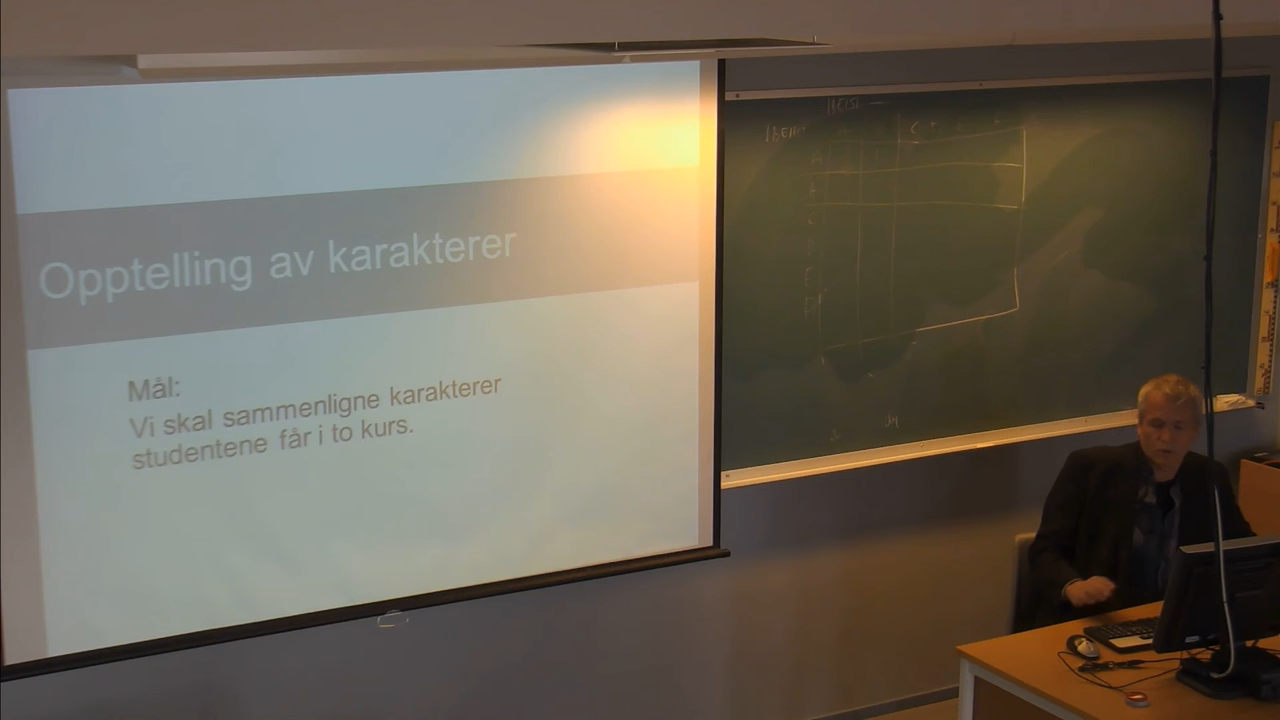 Opptelling av karakterer
Mål:
Vi skal sammenligne karakterer
studentene får i to kurs.